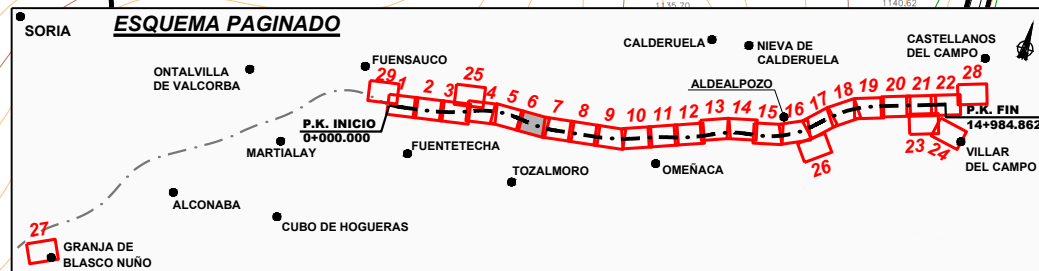 1135.70
1140.62
ESQUEMA PAGINADO
SORIA
ONTALVILLA
DE VALCORBA
FUENSAUCO
CALDERUELA
NIEVA DE
CALDERUELA
CASTELLANOS
DEL CAMPO
ALDEALPOZO
29
1
2
3
25
4
5
6
7
8
9
10
11
12
13
14
15
16
17
18
19
20
21
22
28
P.K. INICIO
0+000.000
P.K. FIN
14+984.862
23
24
26
MARTIALAY
FUENTETECHA
TOZALMORO
OMEÑACA
VILLAR
DEL CAMPO
ALCONABA
CUBO DE HOGUERAS
27
GRANJA DE
BLASCO NUÑO